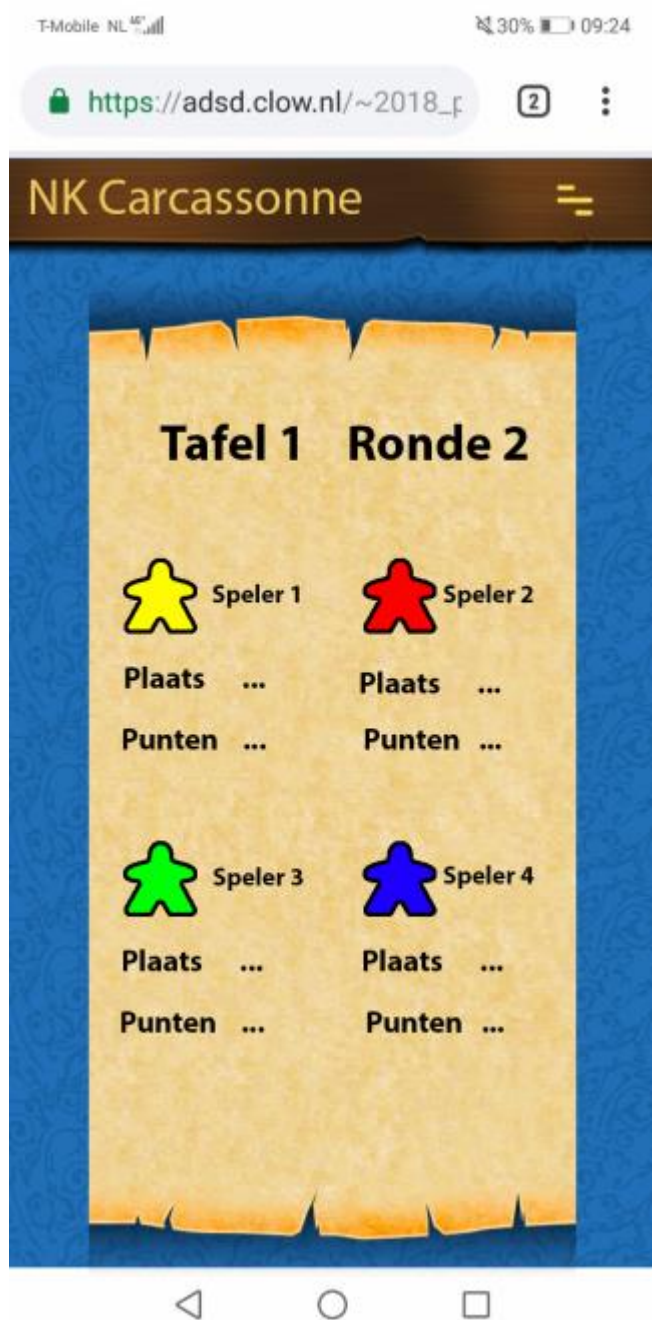 T-Mobile NL 30% 09:24
https://adsd.clow.nl/~2018_p 2
NK Carcassonne
Tafel 1 Ronde 2
Speler 1 Speler 2
Plaats ... Plaats ...
Punten ... Punten ...
Speler 3 Speler 4
Plaats ... Plaats ...
Punten ... Punten ...